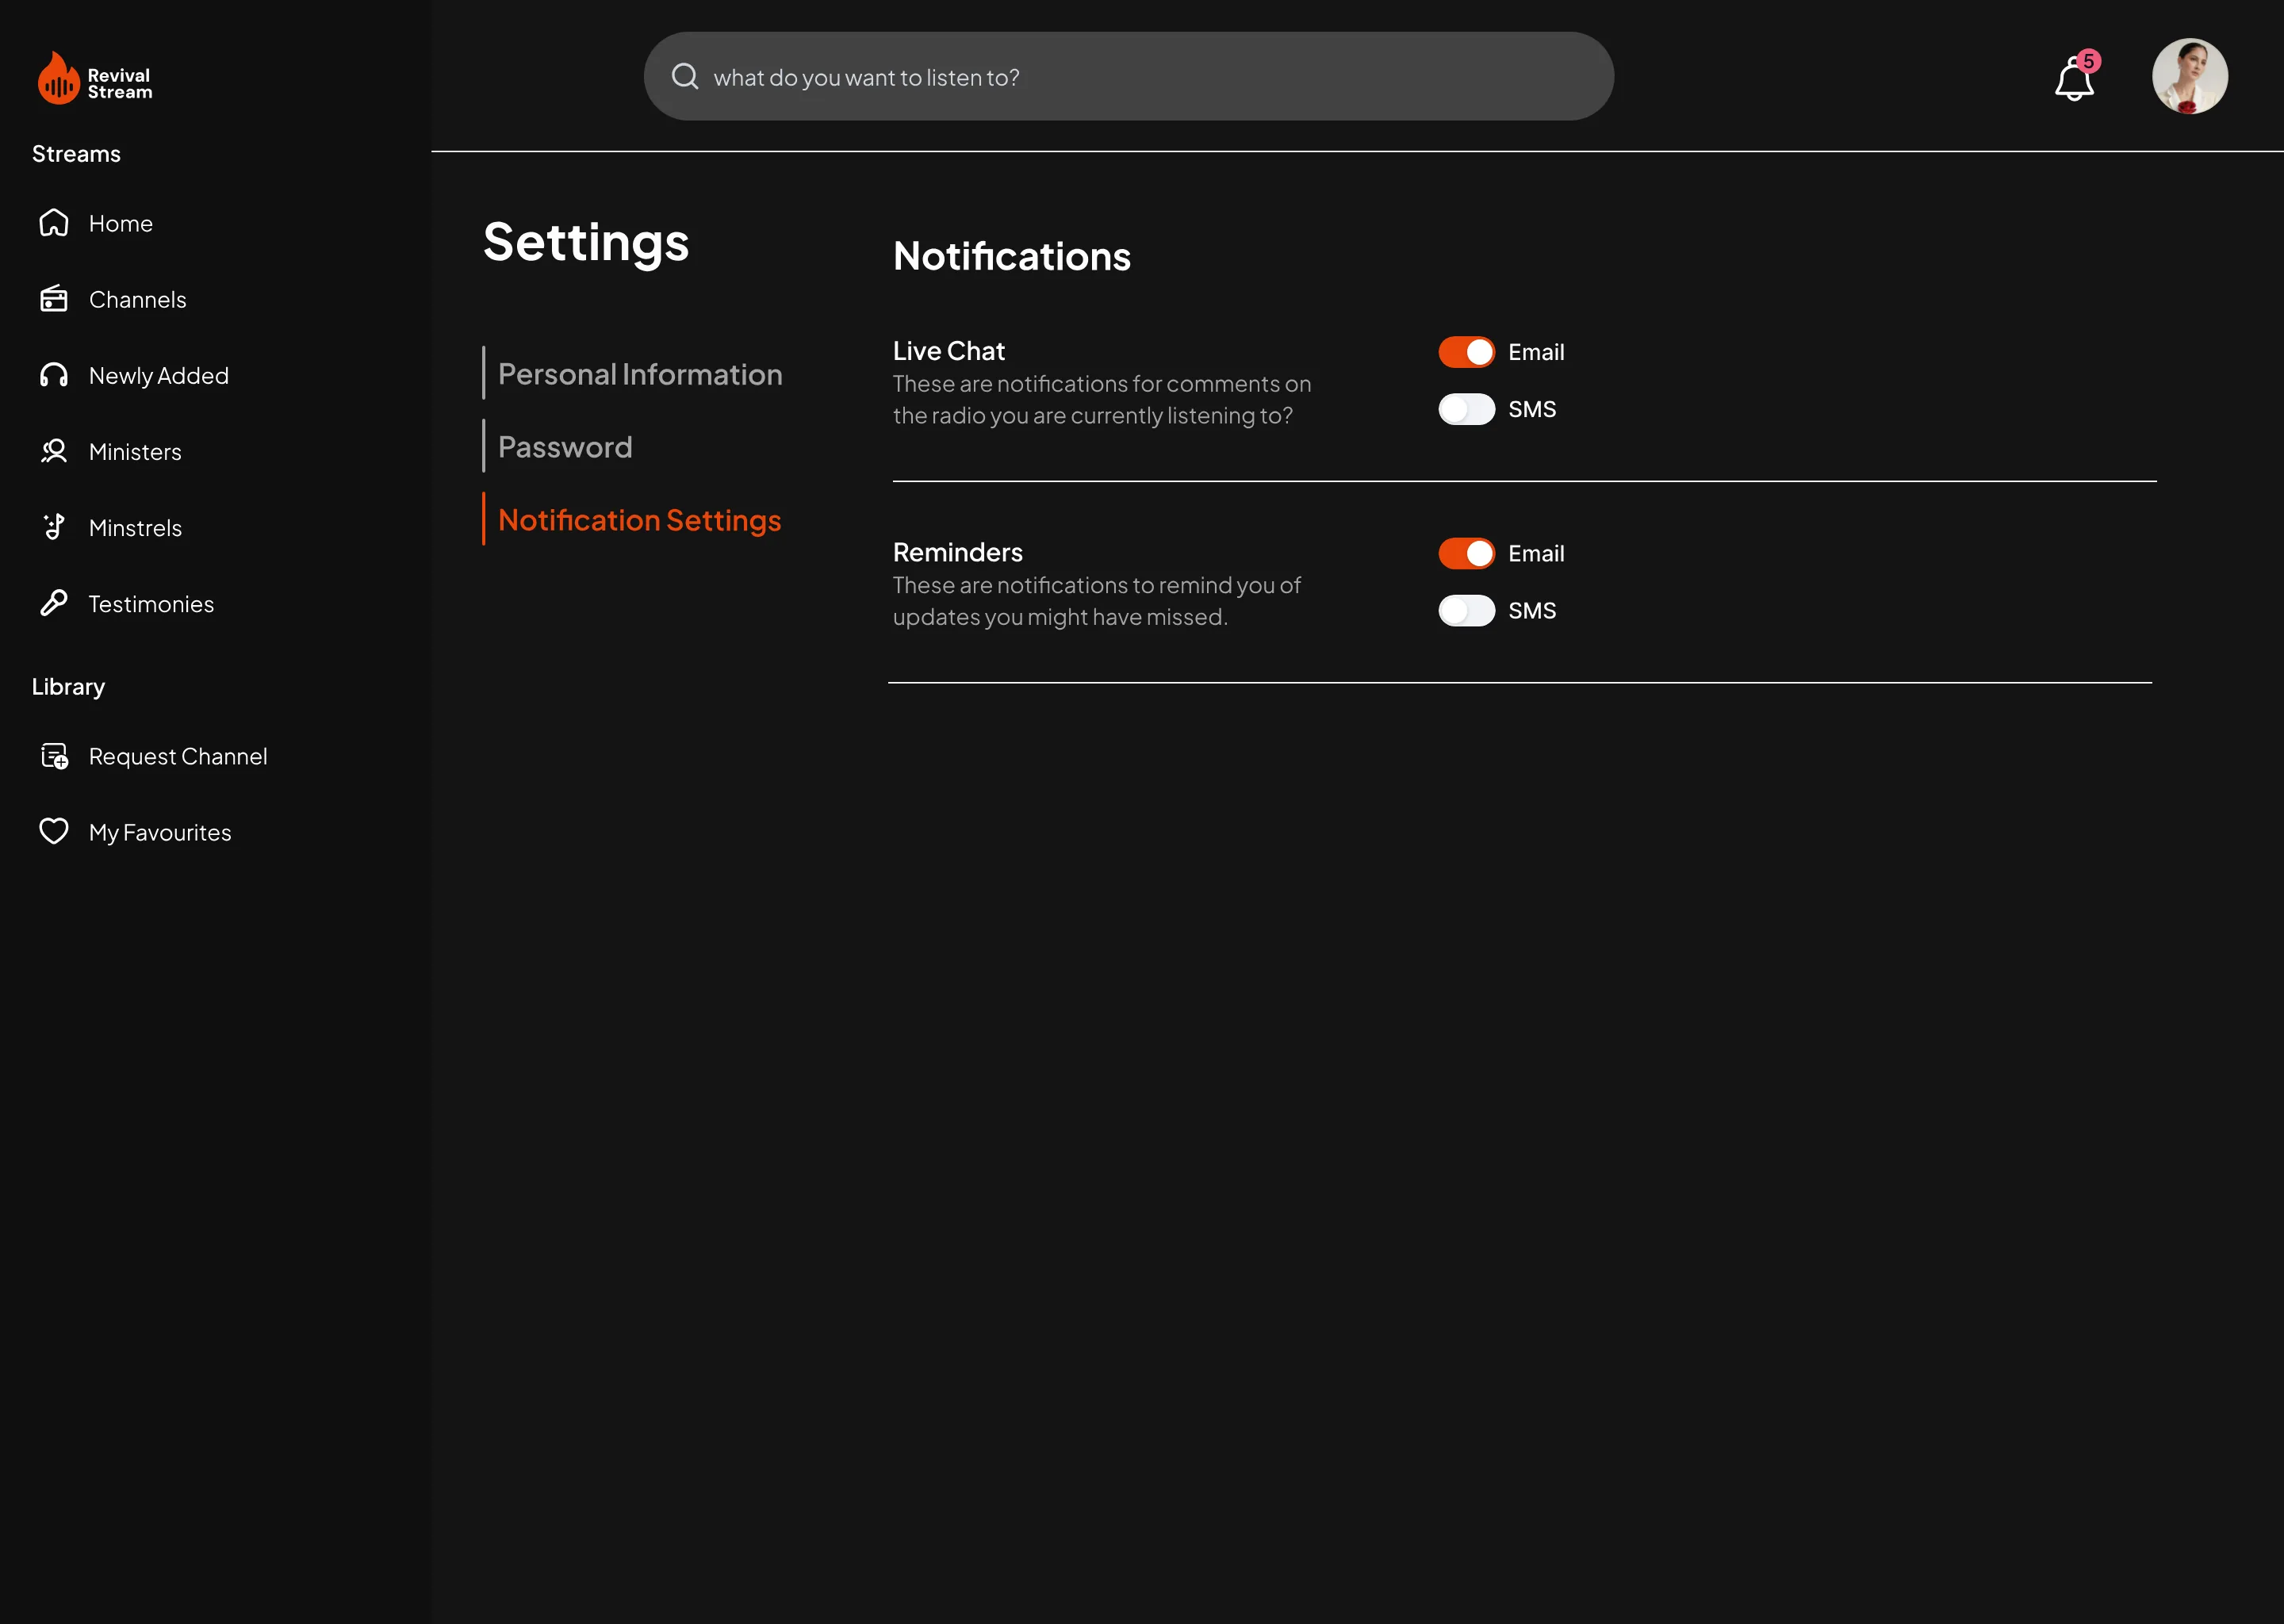 Revival
Stream
what do you want to listen to?
5
Streams
Home
Channels
Newly Added
Ministers
Minstrels
Testimonies
Library
Request Channel
My Favourites
Settings
Personal Information
Password
Notification Settings
Notifications
Live Chat
These are notifications for comments on
the radio you are currently listening to?
Email
SMS
Reminders
These are notifications to remind you of
updates you might have missed.
Email
SMS